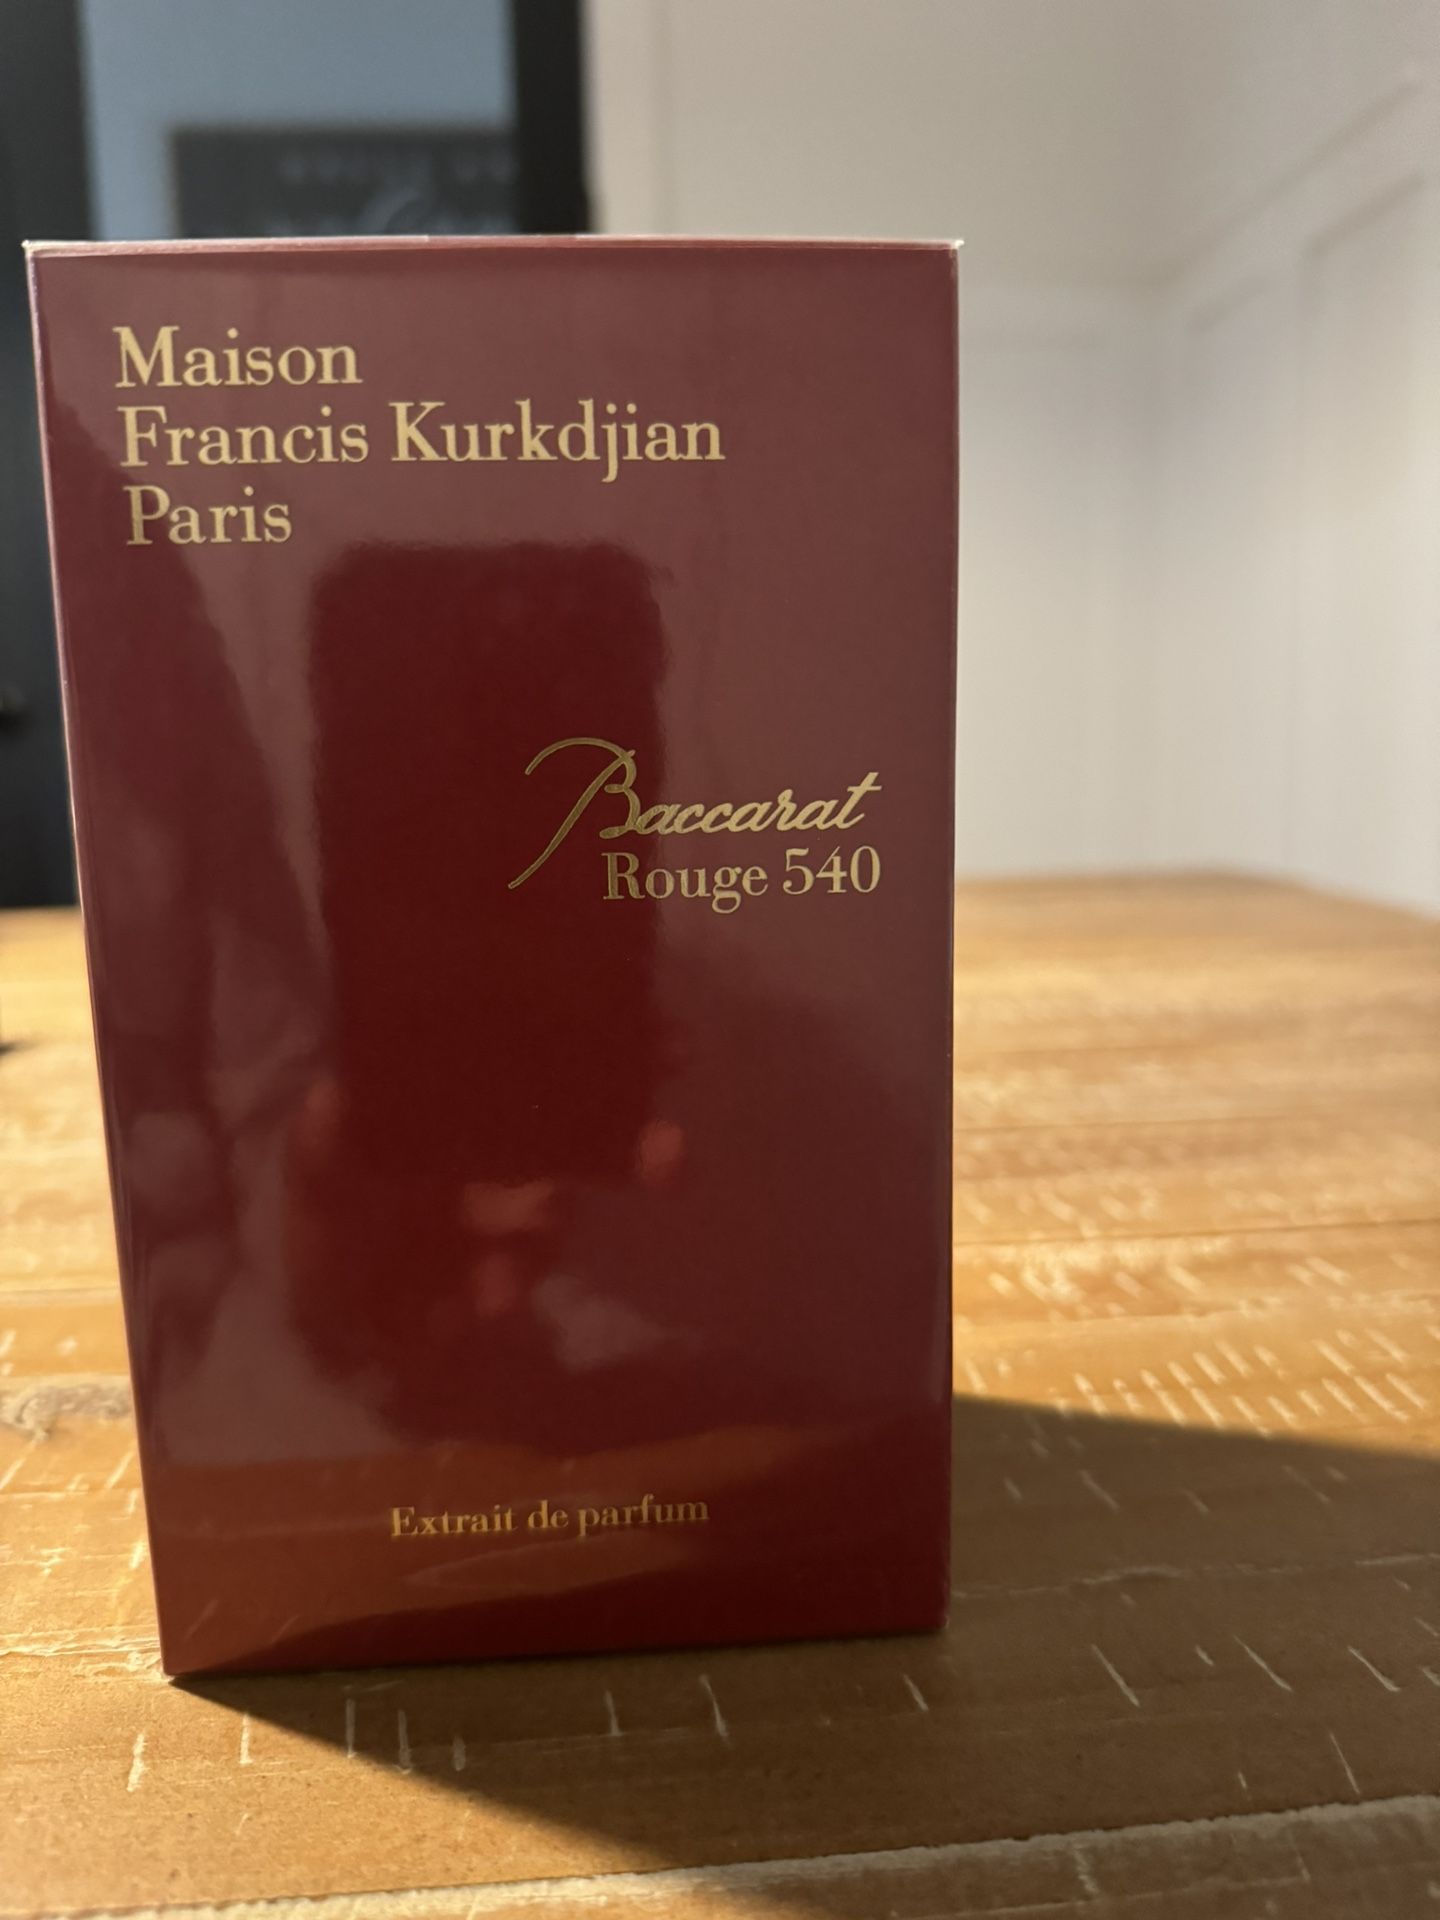 Maison
Francis Kurkdjian
Paris
Baccarat
Rouge 540
Extrait de parfum